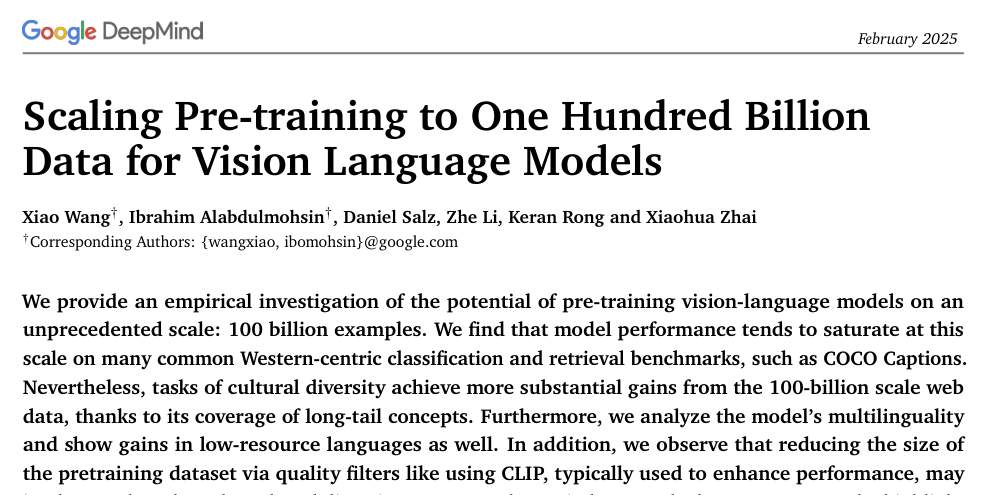 Google DeepMind
February 2025
Scaling Pre-training to One Hundred Billion
Data for Vision Language Models
Xiao Wang†, Ibrahim Alabdulmohsin†, Daniel Salz, Zhe Li, Keran Rong and Xiaohua Zhai
†Corresponding Authors: {wangxiao, ibomohsin}@google.com
We provide an empirical investigation of the potential of pre-training vision-language models on an
unprecedented scale: 100 billion examples. We find that model performance tends to saturate at this
scale on many common Western-centric classification and retrieval benchmarks, such as COCO Captions.
Nevertheless, tasks of cultural diversity achieve more substantial gains from the 100-billion scale web
data, thanks to its coverage of long-tail concepts. Furthermore, we analyze the model's multilinguality
and show gains in low-resource languages as well. In addition, we observe that reducing the size of
the pretraining dataset via quality filters like using CLIP, typically used to enhance performance, may